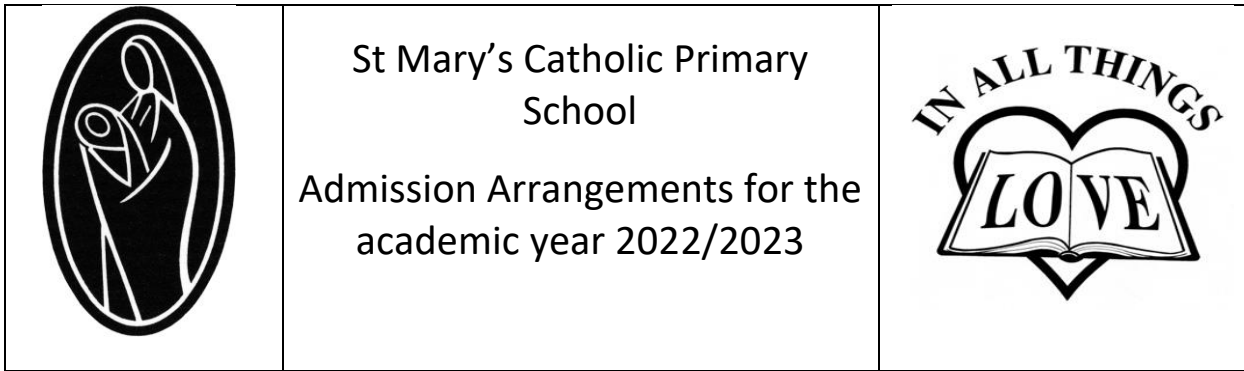 St Mary’s Catholic Primary
School
Admission Arrangements for the
academic year 2022/2023
IN ALL THINGS
LOVE